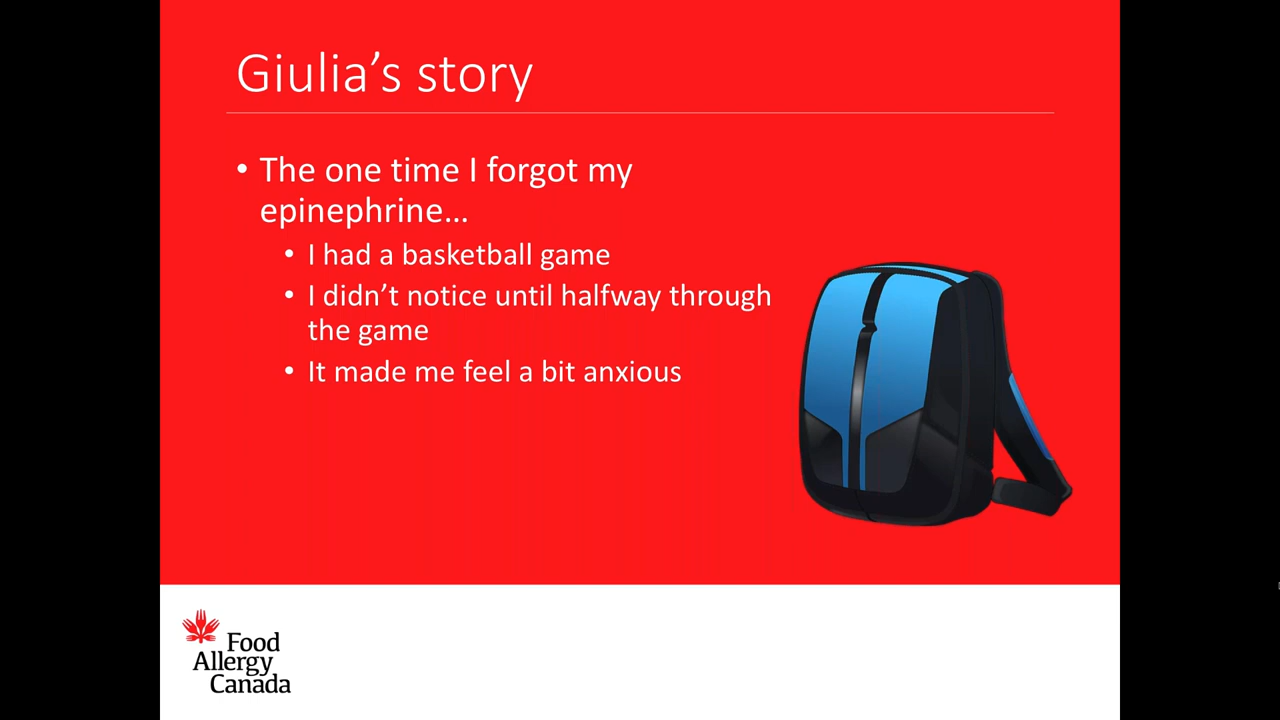 Giulia’s story
• The one time I forgot my
epinephrine…
• I had a basketball game
• I didn’t notice until halfway through
the game
• It made me feel a bit anxious
Food
Allergy
Canada